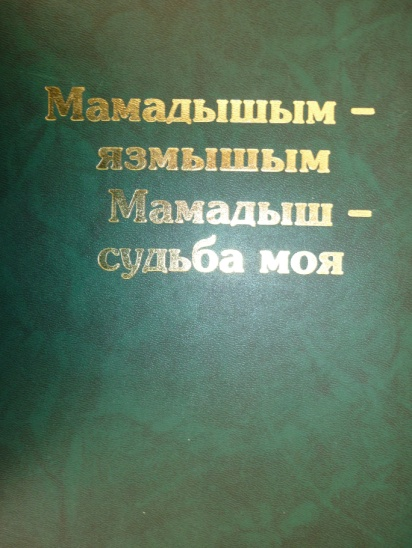 Мамадышым –
язмышым
Мамадыш –
судьба моя